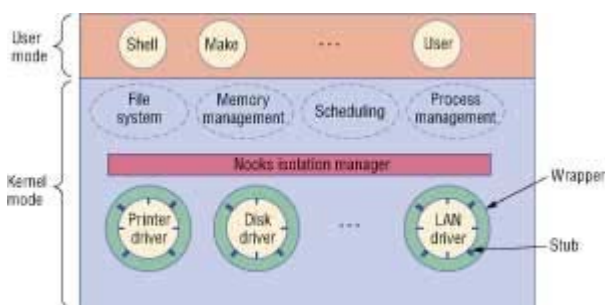 User
mode
Shell
Make
...
User
File
system
Memory
management
Scheduling
Process
management
Nooks isolation manager
Kernel
mode
Printer
driver
Disk
driver
...
LAN
driver
Wrapper
Stub